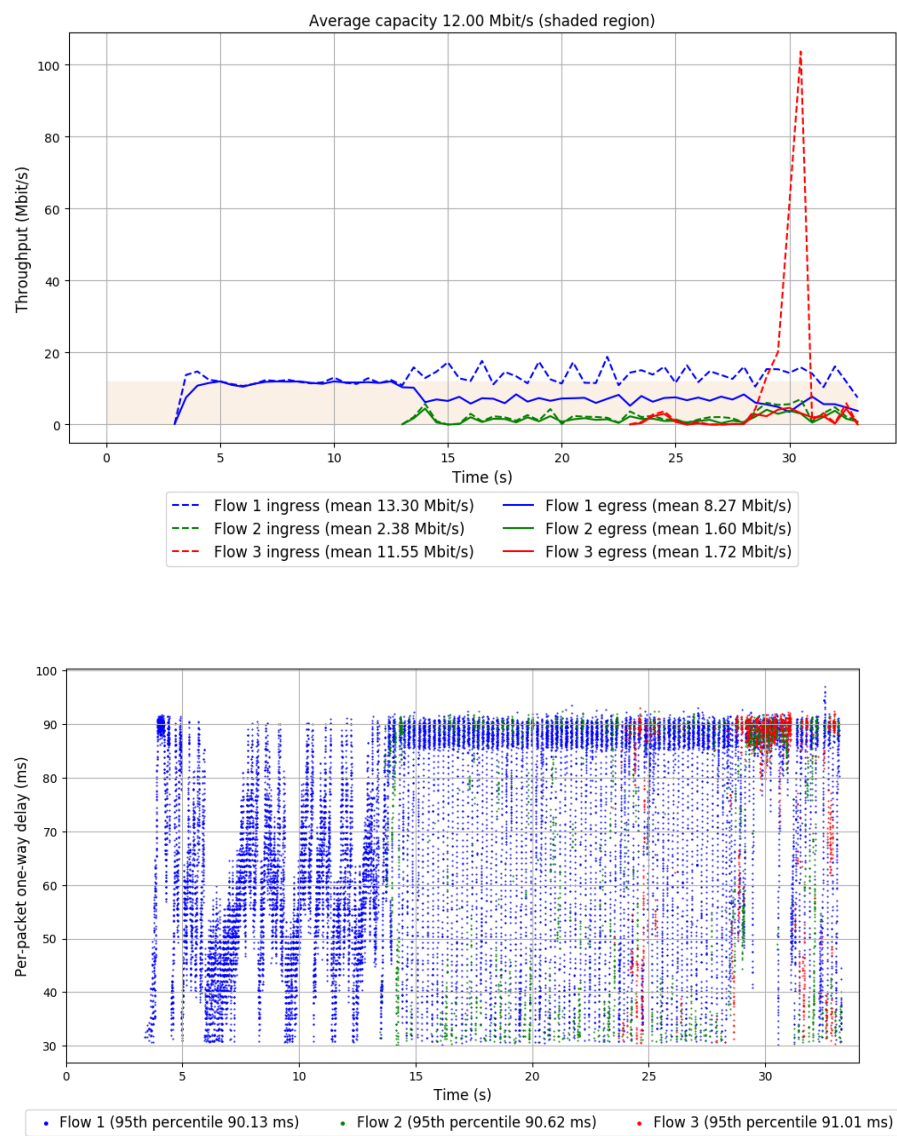 Average capacity 12.00 Mbit/s (shaded region)
100
80
60
40
20
0
Throughput (Mbit/s)
0 5 10 15 20 25 30
Time (s)
Flow 1 ingress (mean 13.30 Mbit/s) Flow 1 egress (mean 8.27 Mbit/s)
Flow 2 ingress (mean 2.38 Mbit/s) Flow 2 egress (mean 1.60 Mbit/s)
Flow 3 ingress (mean 11.55 Mbit/s) Flow 3 egress (mean 1.72 Mbit/s)
100
90
80
70
60
50
40
30
Per-packet one-way delay (ms)
0 5 10 15 20 25 30
Time (s)
Flow 1 (95th percentile 90.13 ms) Flow 2 (95th percentile 90.62 ms) Flow 3 (95th percentile 91.01 ms)